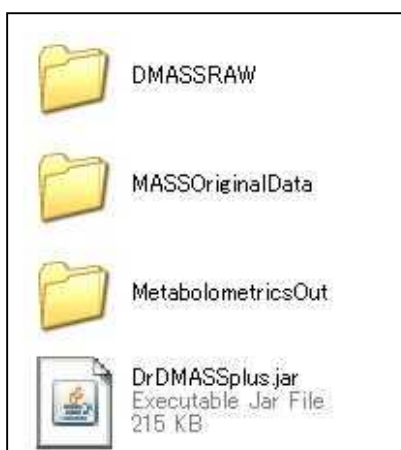 DMASSRAW
MASSOriginalData
MetabolometricsOut
DrDMASSplus.jar
Executable Jar File
215 KB